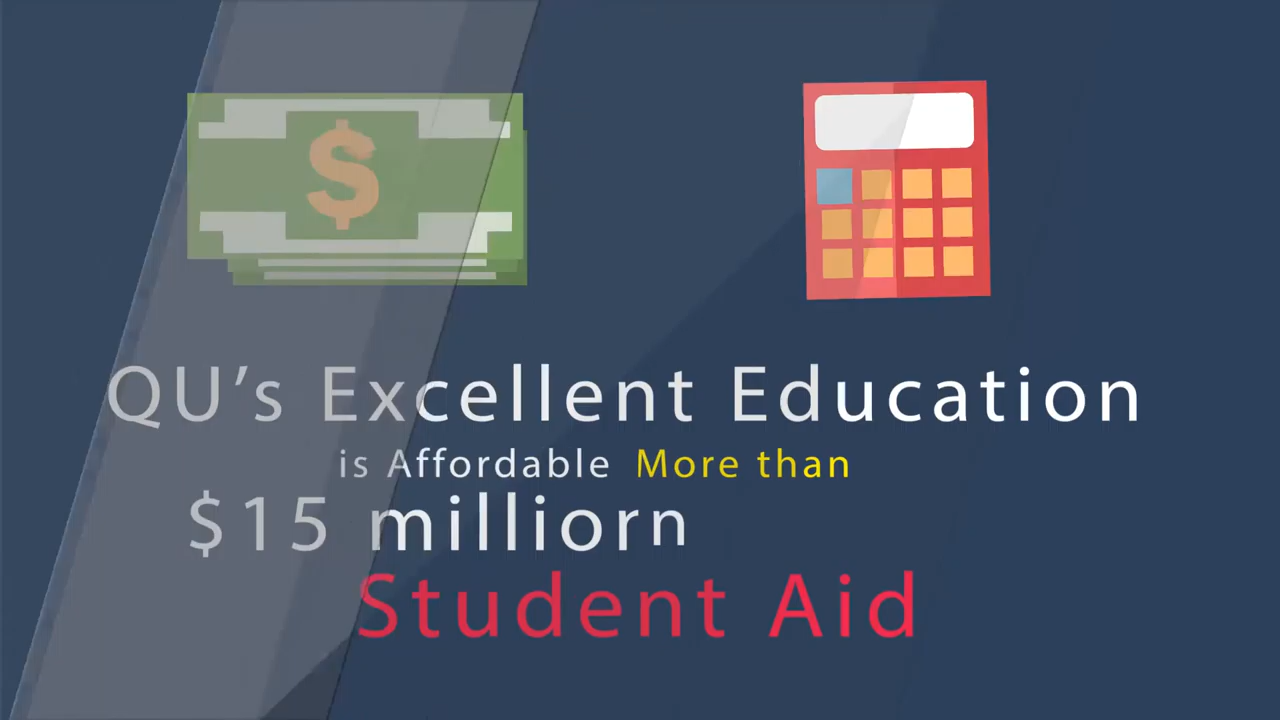 $
QU’s Excellent Education
is Affordable More than
$15 milliorn
Student Aid